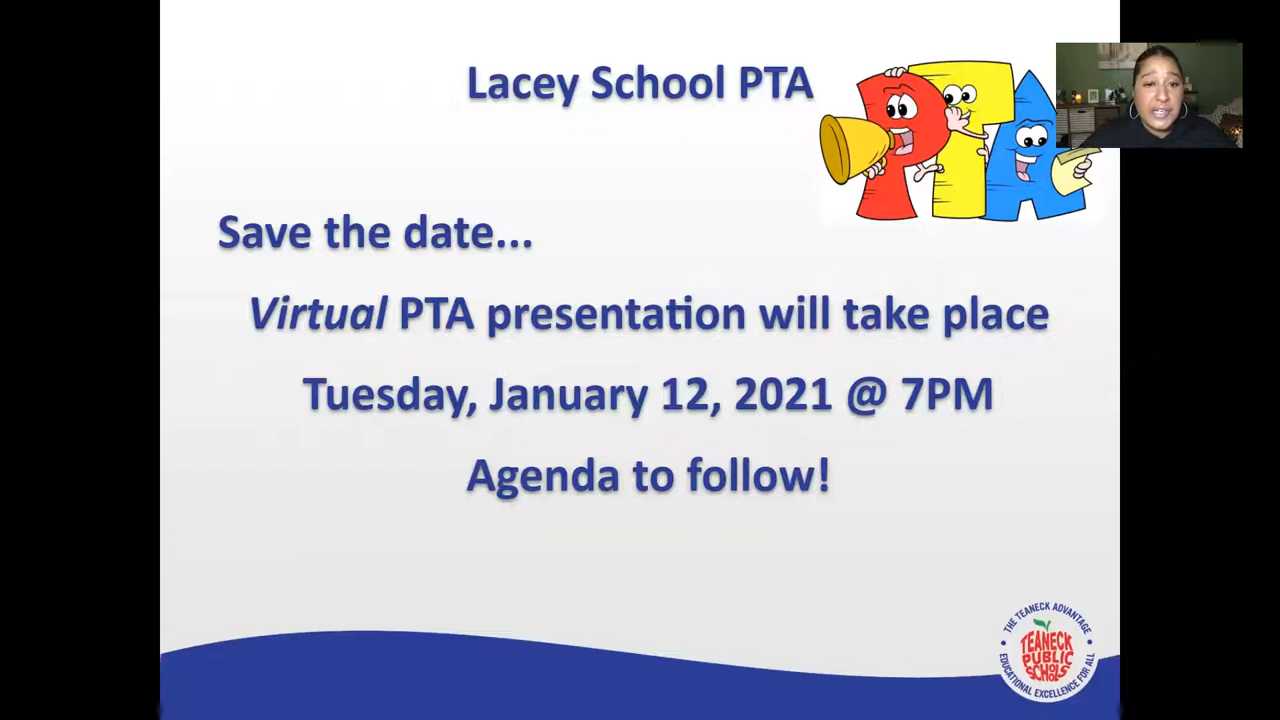 Lacey School PTA
PTA
Save the date...
Virtual PTA presentation will take place
Tuesday, January 12, 2021 @ 7PM
Agenda to follow!
THE TEANECK ADVANTAGE
TEANECK
PUBLIC
SCHOOLS
EDUCATIONAL EXCELLENCE FOR ALL